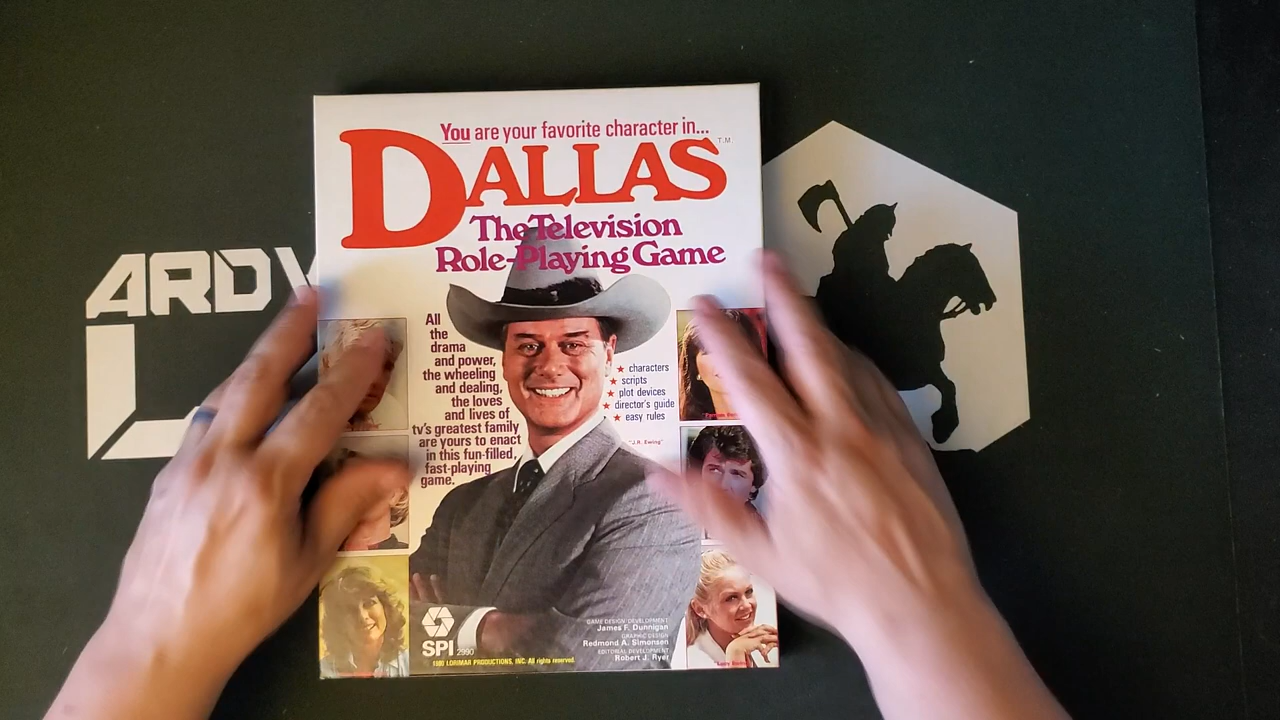 You are your favorite character in...
DALLAS T.M.
The Television
Role-Playing Game
ARDW
All
the
drama
and power,
the wheeling
and dealing,
the loves
and lives of
tv's greatest family
are yours to enact
in this fun-filled,
fast-playing
game.
★ characters
★ scripts
★ plot devices
★ director's guide
★ easy rules
"J.R. Ewing"
GAME DESIGN/DEVELOPMENT:
James F. Dunnigan
GRAPHIC DESIGN:
Redmond A. Simonsen
EDITORIAL DEVELOPMENT:
Robert J. Ryer
SPI 2990
1980 LORIMAR PRODUCTIONS, INC. All rights reserved.